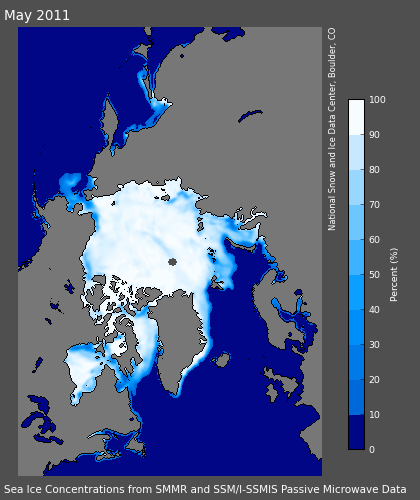 May 2011
National Snow and Ice Data Center, Boulder, CO
100
90
80
70
60
50
40
30
20
10
0
Percent (%)
Sea Ice Concentrations from SMMR and SSM/I-SSMIS Passive Microwave Data